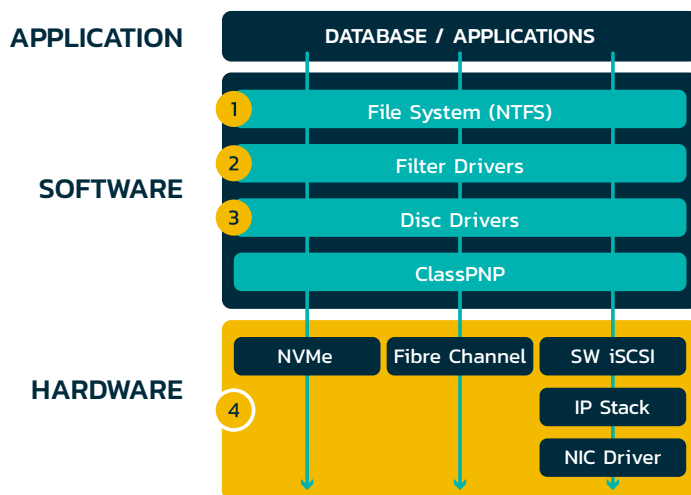 APPLICATION
DATABASE / APPLICATIONS
SOFTWARE
1
File System (NTFS)
2
Filter Drivers
3
Disc Drivers
ClassPNP
HARDWARE
NVMe
Fibre Channel
SW iSCSI
4
IP Stack
NIC Driver